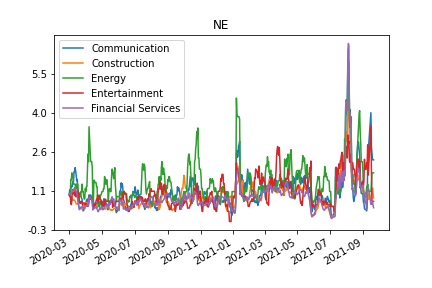 NE
Communication
Construction
Energy
Entertainment
Financial Services
5.5
4.0
2.6
1.1
-0.3
2020-03
2020-05
2020-07
2020-09
2020-11
2021-01
2021-03
2021-05
2021-07
2021-09